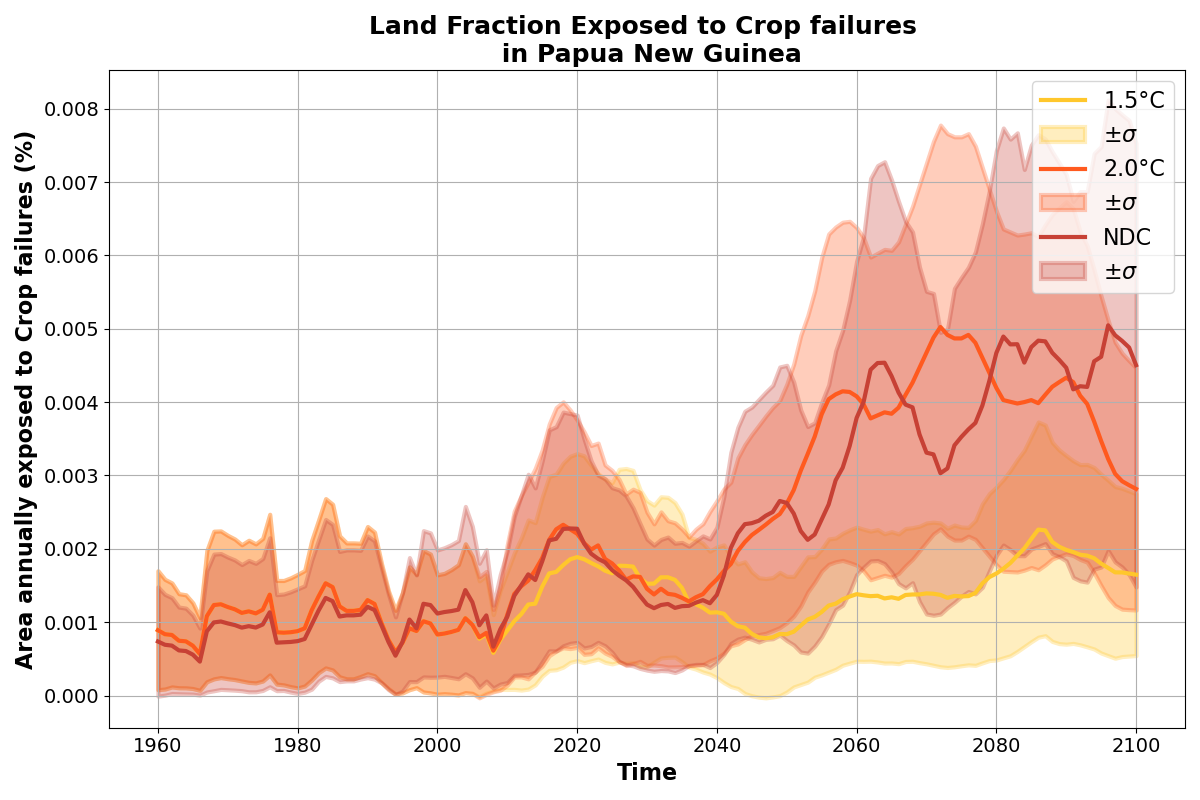 Land Fraction Exposed to Crop failures
in Papua New Guinea
Area annually exposed to Crop failures (%)
0.008
0.007
0.006
0.005
0.004
0.003
0.002
0.001
0.000
1.5°C
±σ
2.0°C
±σ
NDC
±σ
1960 1980 2000 2020 2040 2060 2080 2100
Time